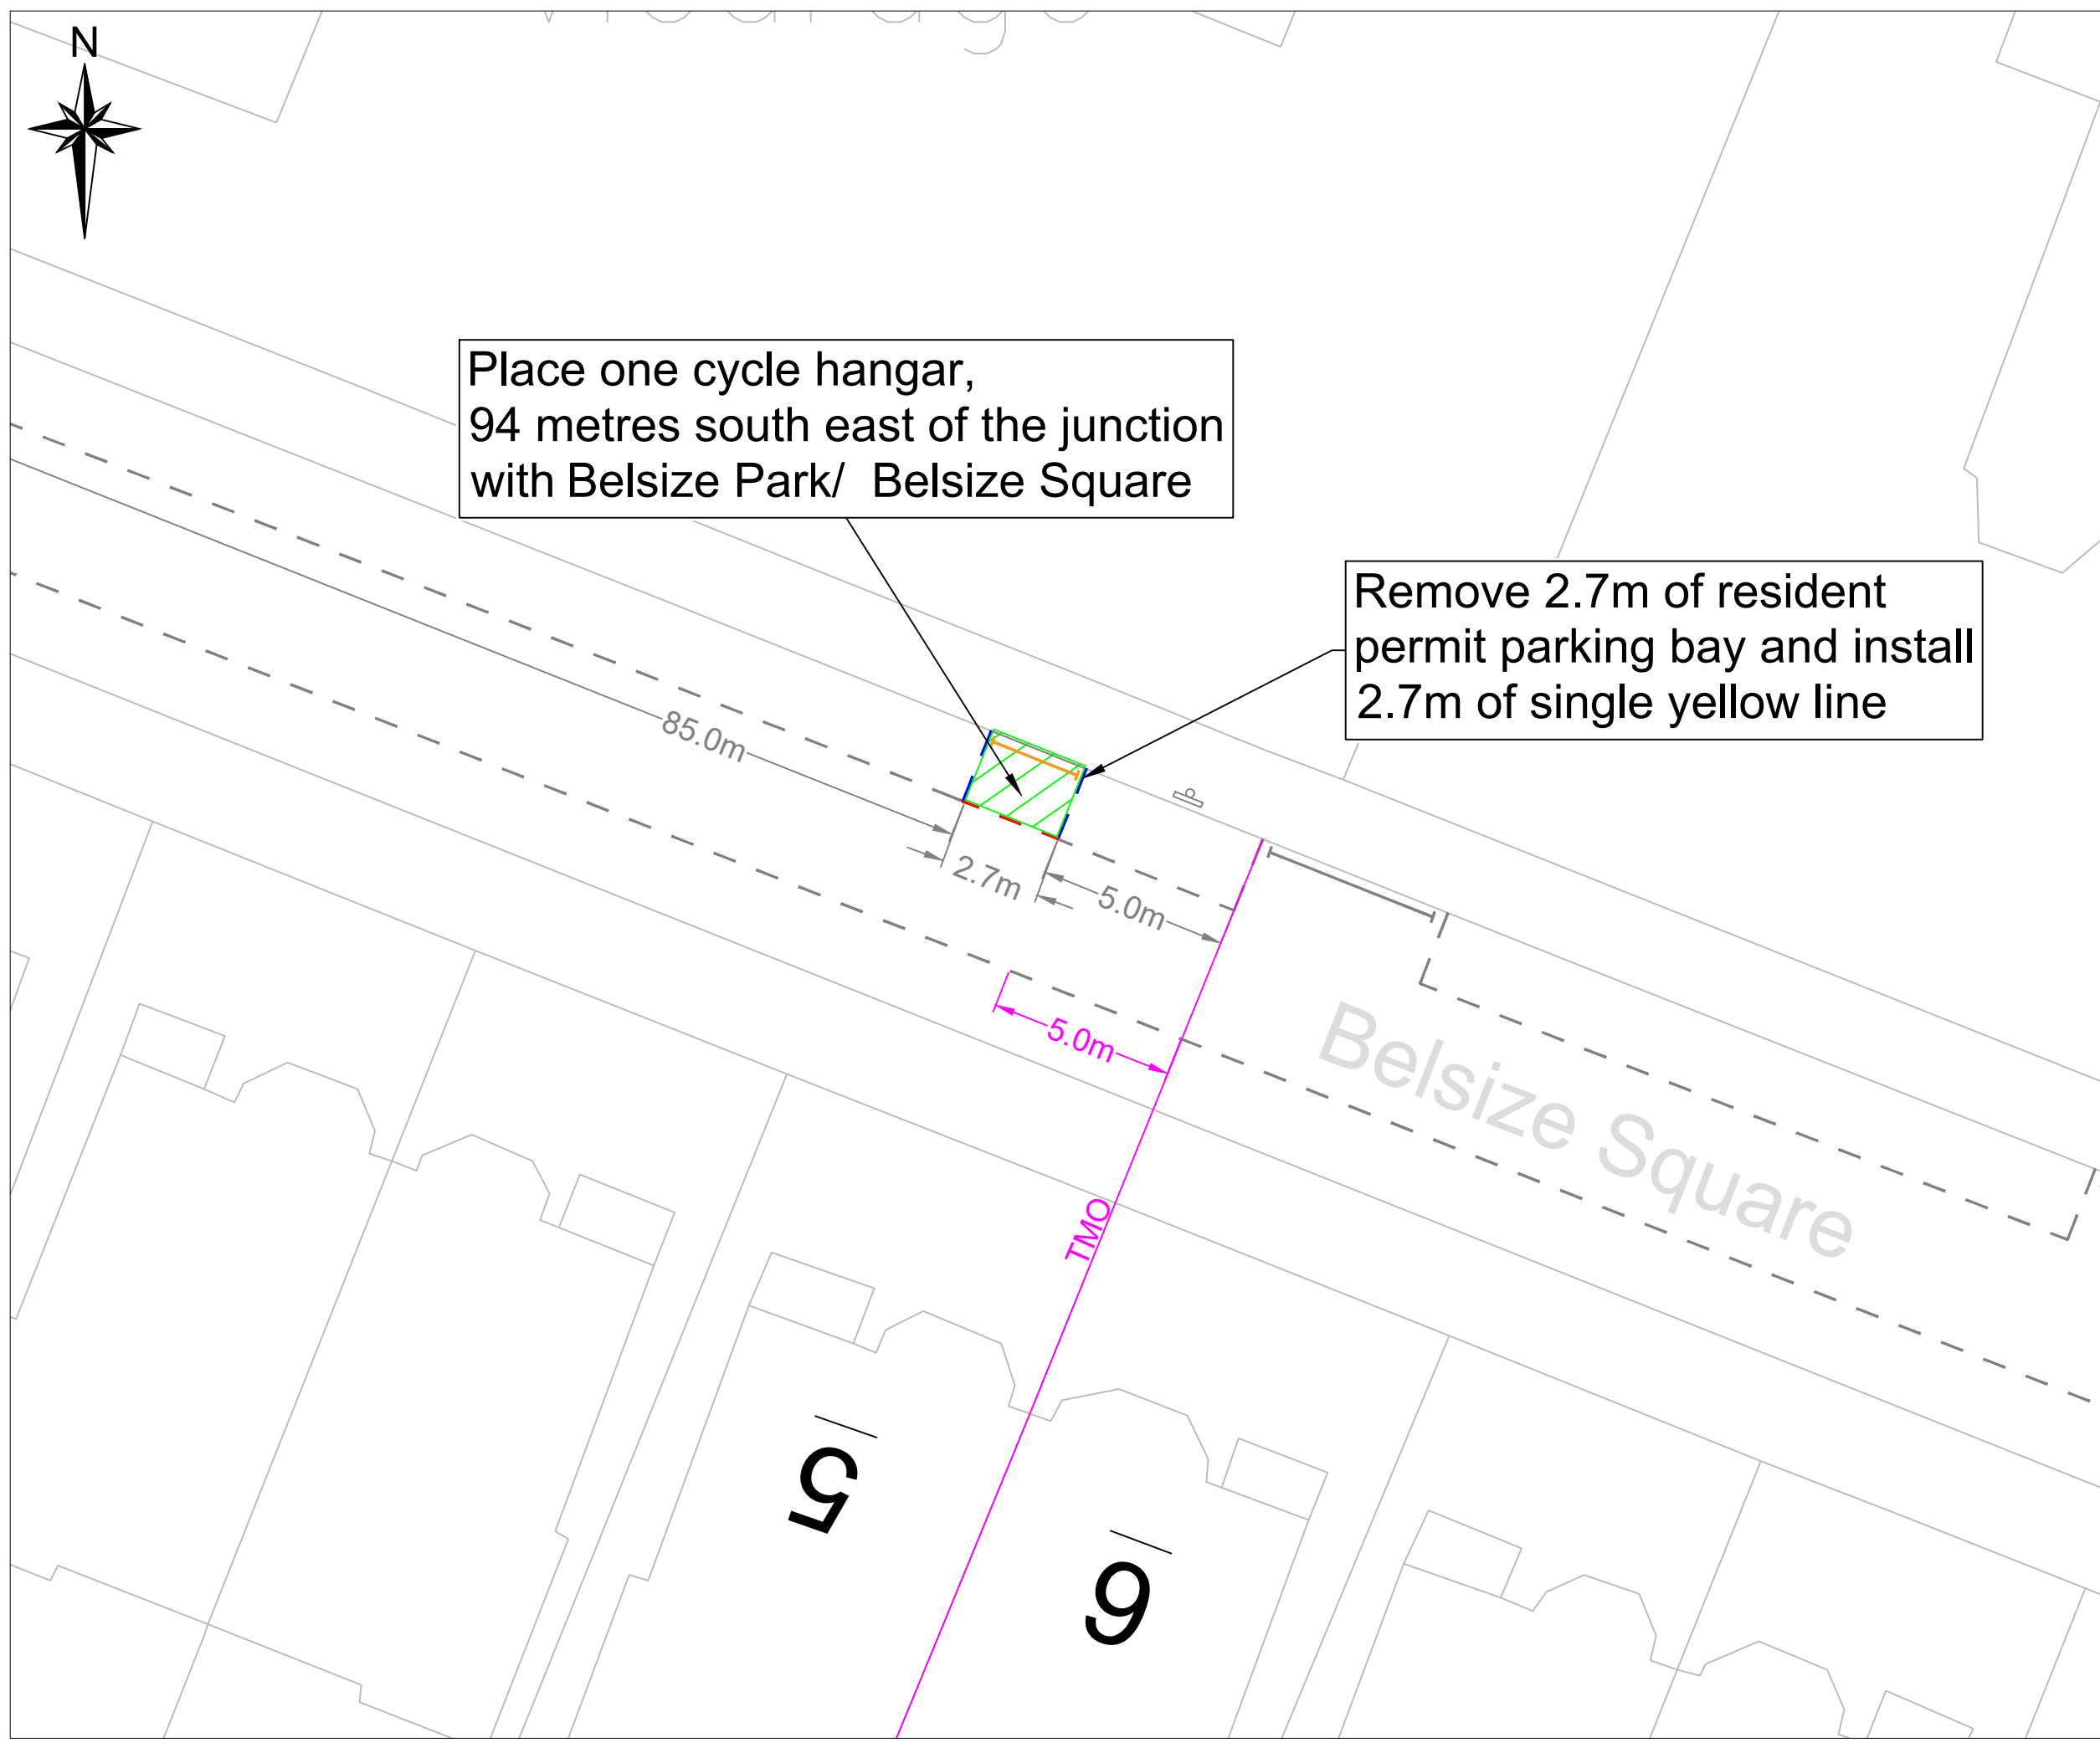 N
Place one cycle hangar,
94 metres south east of the junction
with Belsize Park/ Belsize Square
Remove 2.7m of resident
permit parking bay and install
2.7m of single yellow line
85.0m
2.7m
5.0m
5.0m
Belsize Square
TMO
5
6